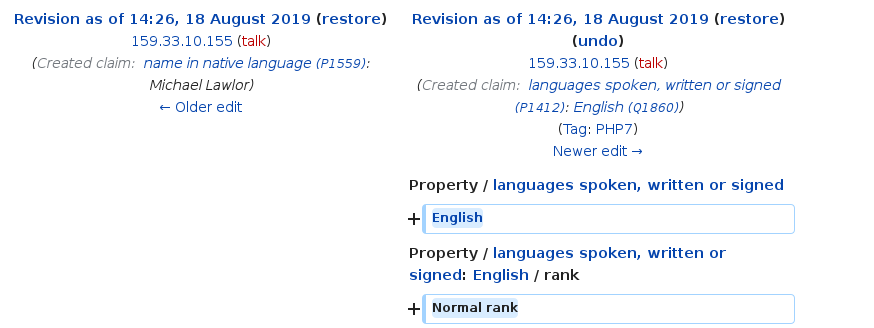 Revision as of 14:26, 18 August 2019 (restore)
159.33.10.155 (talk)
(Created claim: name in native language (P1559):
Michael Lawlor)
← Older edit
Revision as of 14:26, 18 August 2019 (restore)
(undo)
159.33.10.155 (talk)
(Created claim: languages spoken, written or signed
(P1412): English (Q1860))
(Tag: PHP7)
Newer edit →
Property / languages spoken, written or signed
+ English
Property / languages spoken, written or
signed: English / rank
+ Normal rank